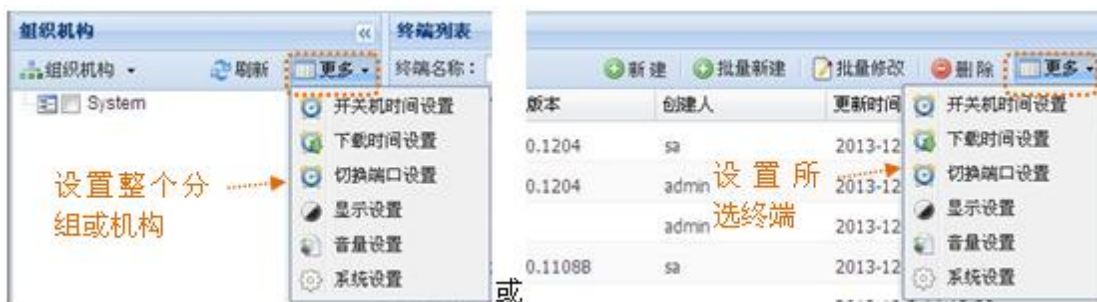 组织机构
终端列表
组织机构
刷新
更多
终端名称：
System
开关机时间设置
下载时间设置
切换端口设置
显示设置
音量设置
系统设置
设置整个分
组或机构
或
新建
批量新建
批量修改
删除
更多
版本
创建人
更新时间
0.1204
sa
2013-12
0.1204
admin
2013-12
admin
2013-12
0.11088
sa
2013-12
开关机时间设置
下载时间设置
切换端口设置
显示设置
音量设置
系统设置
设置所
选终端